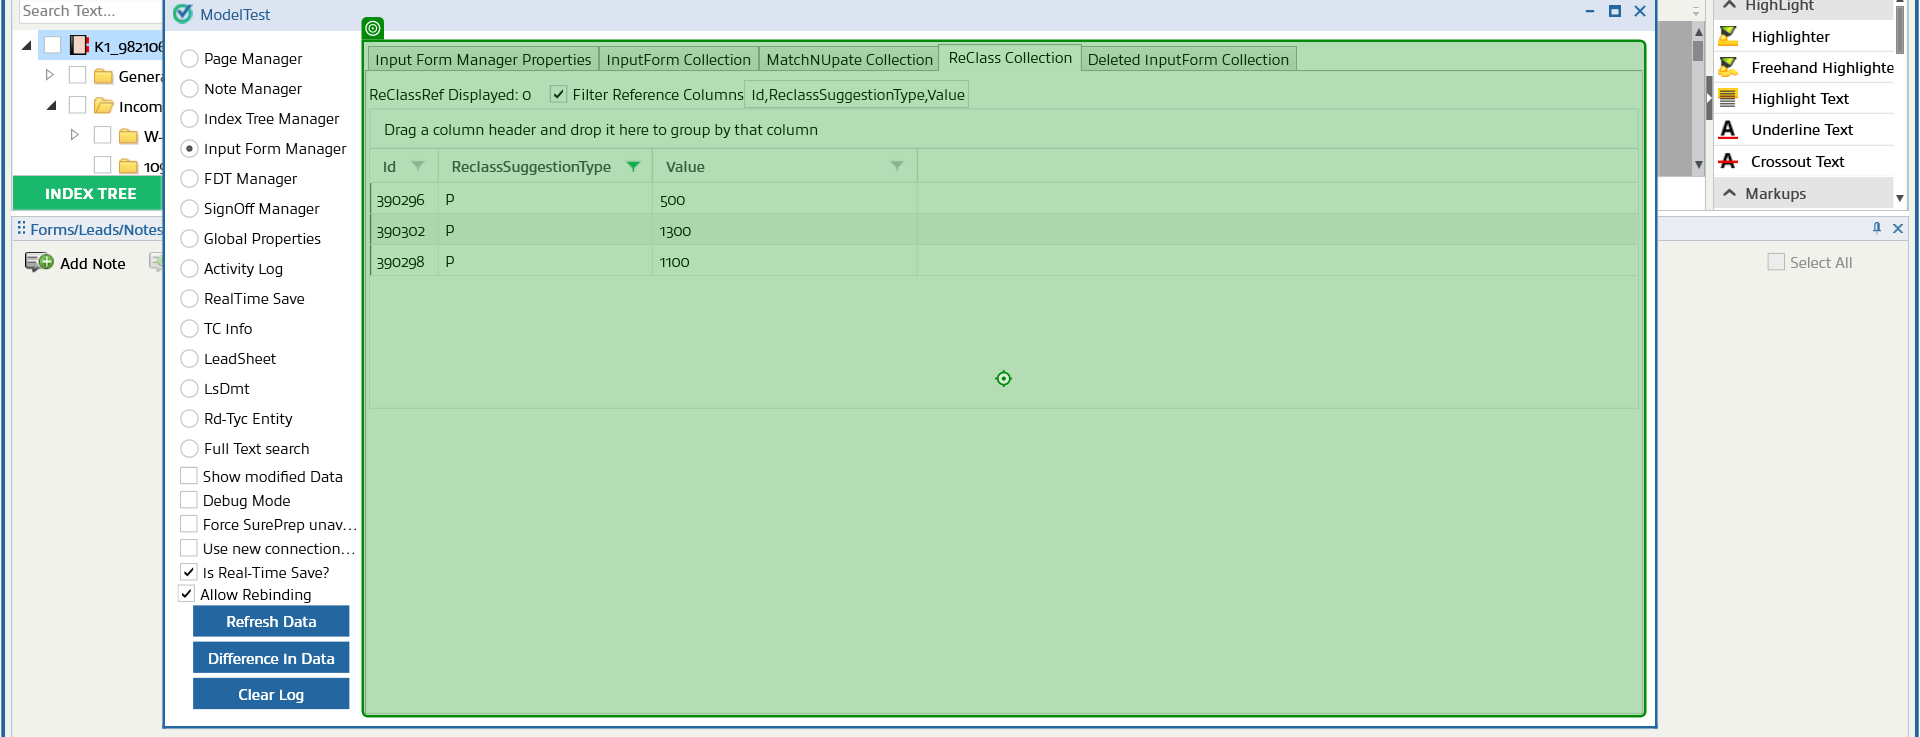 Search Text...
K1_982106
Genera
Incom
W-
109
INDEX TREE
Forms/Leads/Notes
Add Note
ModelTest
Page Manager
Note Manager
Index Tree Manager
Input Form Manager
FDT Manager
SignOff Manager
Global Properties
Activity Log
RealTime Save
TC Info
LeadSheet
LsDmt
Rd-Tyc Entity
Full Text search
Show modified Data
Debug Mode
Force SurePrep unav...
Use new connection...
Is Real-Time Save?
Allow Rebinding
Refresh Data
Difference In Data
Clear Log
Input Form Manager Properties InputForm Collection MatchNUpate Collection ReClass Collection Deleted InputForm Collection
ReClassRef Displayed: 0 Filter Reference Columns Id,ReclassSuggestionType,Value
Drag a column header and drop it here to group by that column
Id ReclassSuggestionType Value
390296 P 500
390302 P 1300
390298 P 1100
HighLight
Highlighter
Freehand Highlighte
Highlight Text
Underline Text
Crossout Text
Markups
Select All